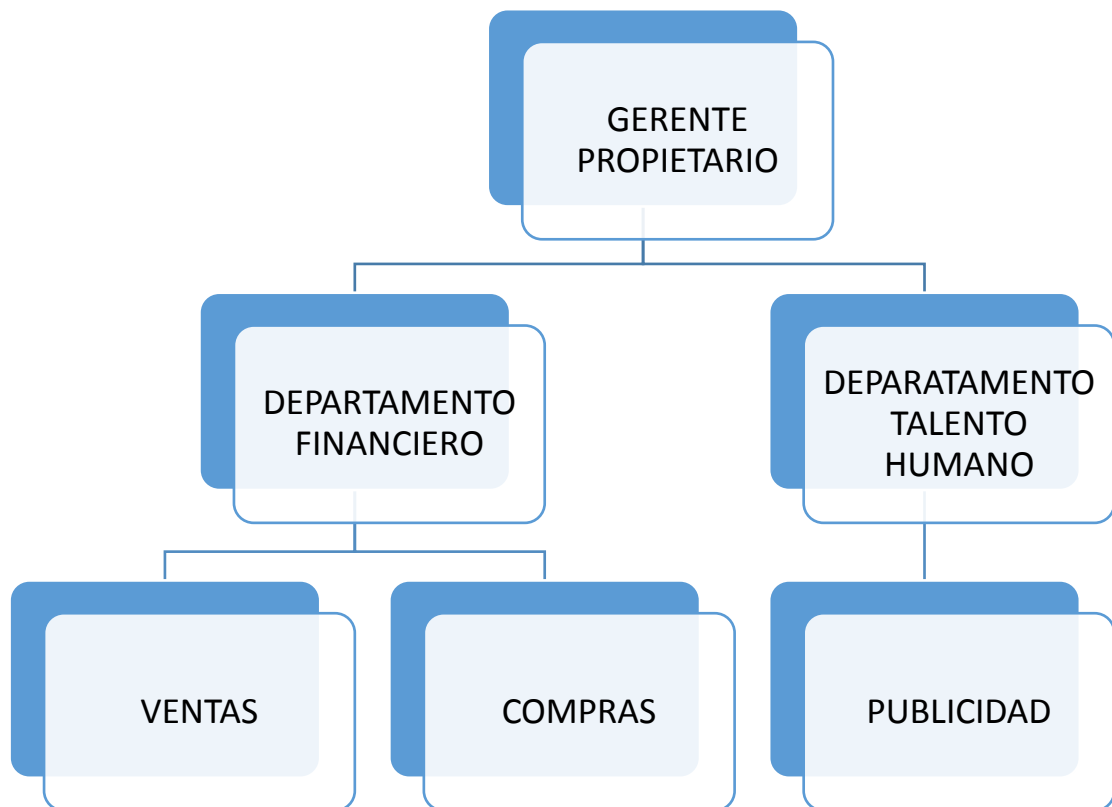 GERENTE
PROPIETARIO
DEPARTAMENTO
FINANCIERO
DEPARATAMENTO
TALENTO
HUMANO
VENTAS
COMPRAS
PUBLICIDAD